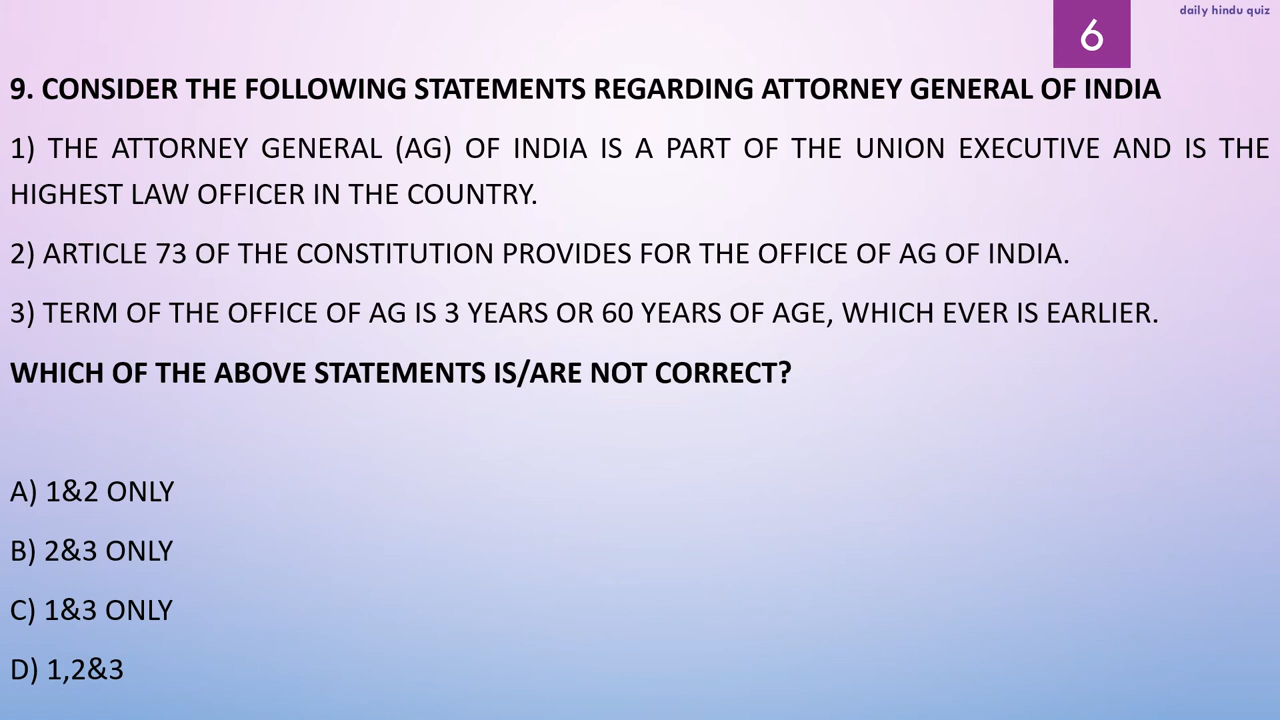 daily hindu quiz
6
9. CONSIDER THE FOLLOWING STATEMENTS REGARDING ATTORNEY GENERAL OF INDIA
1) THE ATTORNEY GENERAL (AG) OF INDIA IS A PART OF THE UNION EXECUTIVE AND IS THE
HIGHEST LAW OFFICER IN THE COUNTRY.
2) ARTICLE 73 OF THE CONSTITUTION PROVIDES FOR THE OFFICE OF AG OF INDIA.
3) TERM OF THE OFFICE OF AG IS 3 YEARS OR 60 YEARS OF AGE, WHICH EVER IS EARLIER.
WHICH OF THE ABOVE STATEMENTS IS/ARE NOT CORRECT?
A) 1&2 ONLY
B) 2&3 ONLY
C) 1&3 ONLY
D) 1,2&3